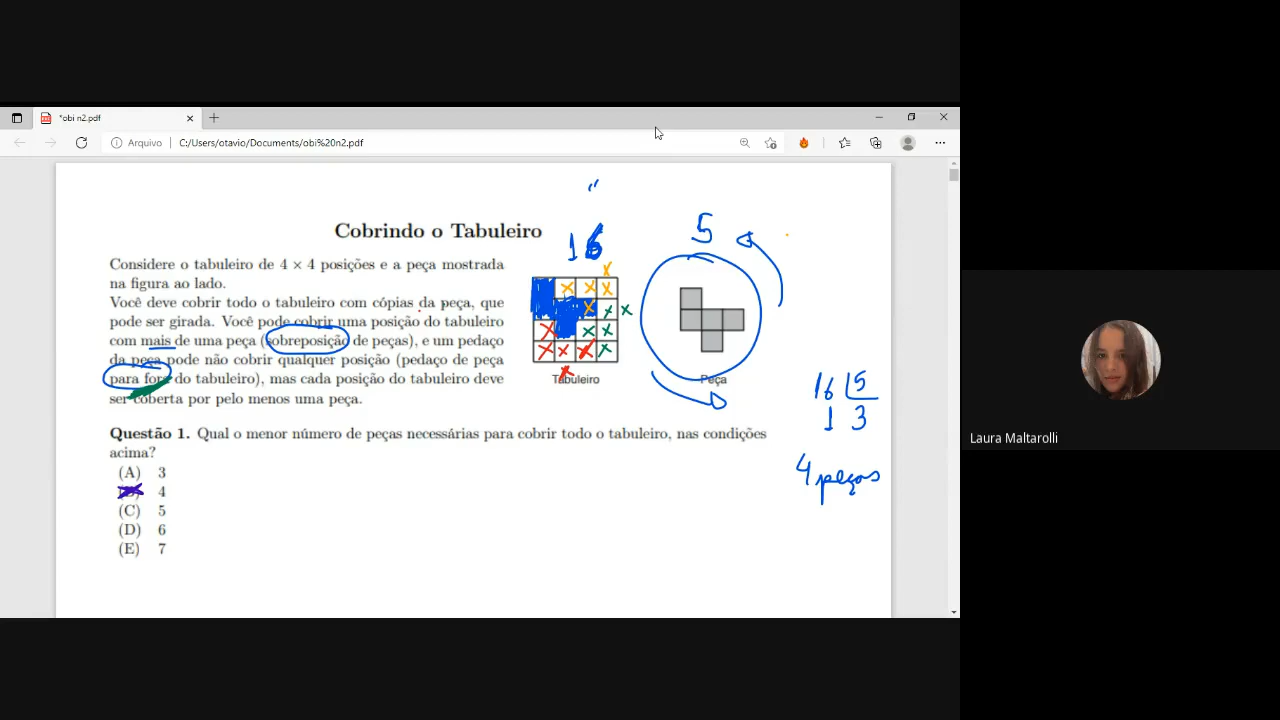 *obi n2.pdf
Arquivo C:/Users/otavio/Documents/obi%20n2.pdf
Cobrindo o Tabuleiro
16
5
Considere o tabuleiro de 4 × 4 posições e a peça mostrada
na figura ao lado.
Você deve cobrir todo o tabuleiro com cópias da peça, que
pode ser girada. Você pode cobrir uma posição do tabuleiro
com mais de uma peça (sobreposição de peças), e um pedaço
da peça pode não cobrir qualquer posição (pedaço de peça
para fora do tabuleiro), mas cada posição do tabuleiro deve
ser coberta por pelo menos uma peça.
x
x x x
x x x
x x x x
x x x x
x
Tabuleiro
Peça
16 5
1 3
4 peças
Questão 1. Qual o menor número de peças necessárias para cobrir todo o tabuleiro, nas condições
acima?
(A) 3
(B) 4
(C) 5
(D) 6
(E) 7
Laura Maltarolli